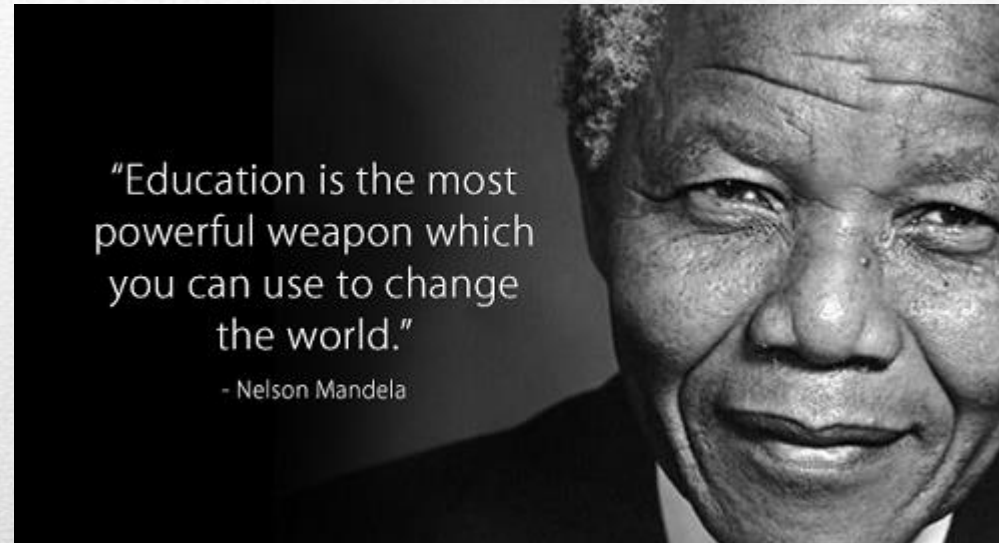 “Education is the most
powerful weapon which
you can use to change
the world.”
- Nelson Mandela